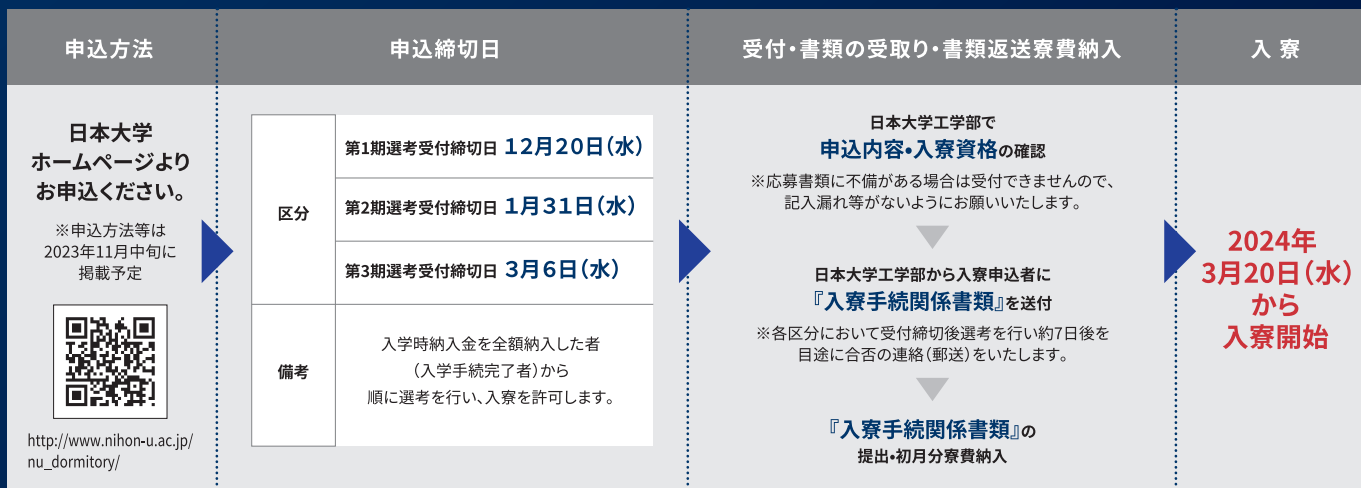 申込方法
日本大学
ホームページより
お申込ください。
※申込方法等は
2023年11月中旬に
掲載予定
http://www.nihon-u.ac.jp/
nu_dormitory/
申込締切日
区分
第1期選考受付締切日 12月20日(水)
第2期選考受付締切日 1月31日(水)
第3期選考受付締切日 3月6日(水)
備考
入学時納入金を全額納入した者
(入学手続完了者)から
順に選考を行い、入寮を許可します。
受付・書類の受取り・書類返送寮費納入
日本大学工学部で
申込内容・入寮資格の確認
※応募書類に不備がある場合は受付できませんので、
記入漏れ等がないようにお願いいたします。
日本大学工学部から入寮申込者に
『入寮手続関係書類』を送付
※各区分において受付締切後選考を行い約7日後を
目途に合否の連絡(郵送)をいたします。
『入寮手続関係書類』の
提出・初月分寮費納入
入 寮
2024年
3月20日(水)
から
入寮開始